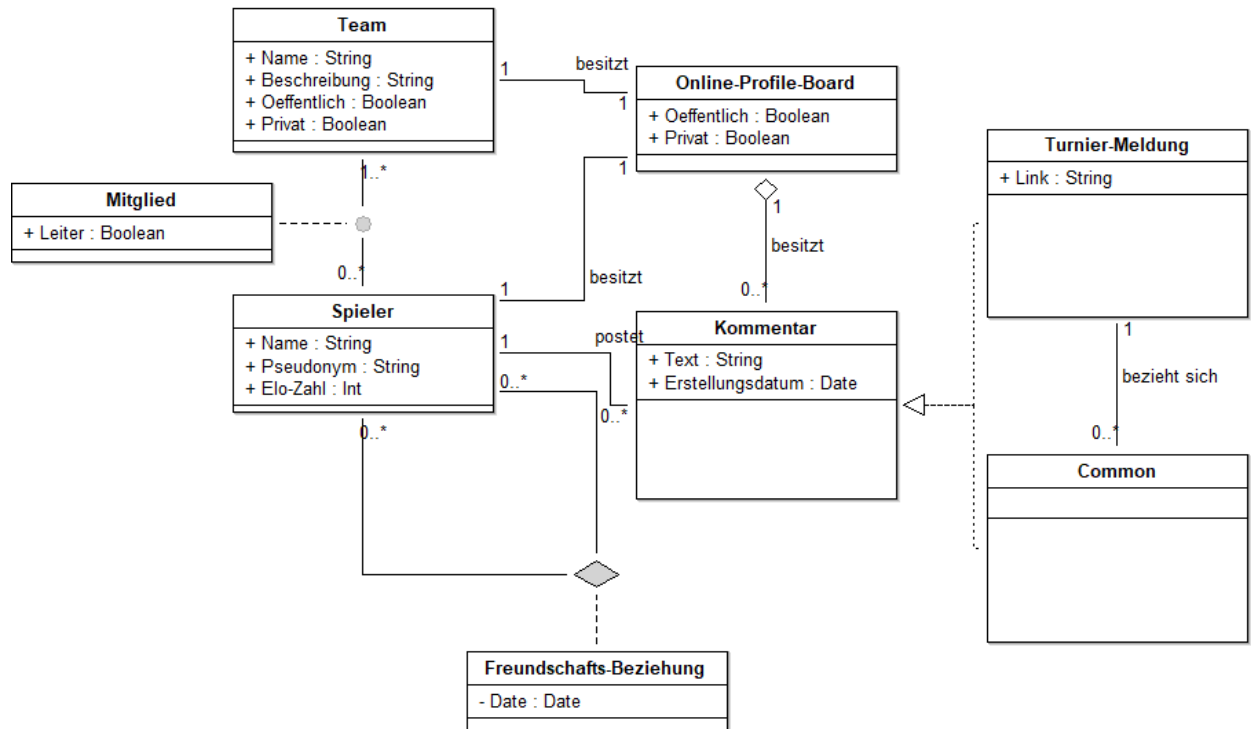 Team
+ Name : String
+ Beschreibung : String
+ Oeffentlich : Boolean
+ Privat : Boolean
1
besitzt
1
Online-Profile-Board
+ Oeffentlich : Boolean
+ Privat : Boolean
1..*
Mitglied
+ Leiter : Boolean
0..*
1
besitzt
1
1
besitzt
0..*
Turnier-Meldung
+ Link : String
Spieler
+ Name : String
+ Pseudonym : String
+ Elo-Zahl : Int
1
postet
0..*
0..*
0..*
Kommentar
+ Text : String
+ Erstellungsdatum : Date
1
bezieht sich
0..*
Common
Freundschafts-Beziehung
- Date : Date